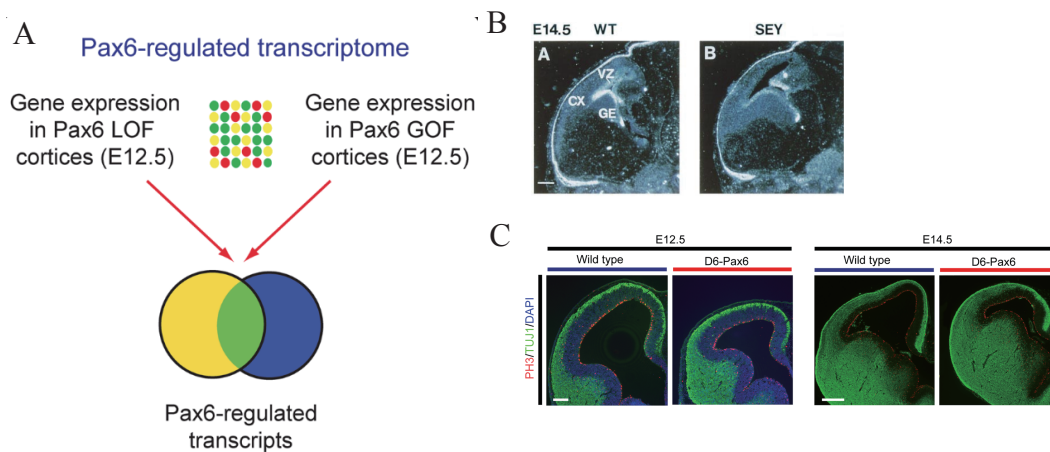 A
Pax6-regulated transcriptome
Gene expression
in Pax6 LOF
cortices (E12.5)
Gene expression
in Pax6 GOF
cortices (E12.5)
Pax6-regulated
transcripts
B
E14.5 WT SEY
A
VZ
CX
GE
B
C
E12.5 E14.5
Wild type D6-Pax6 Wild type D6-Pax6
PH3/TUJ1/DAPI